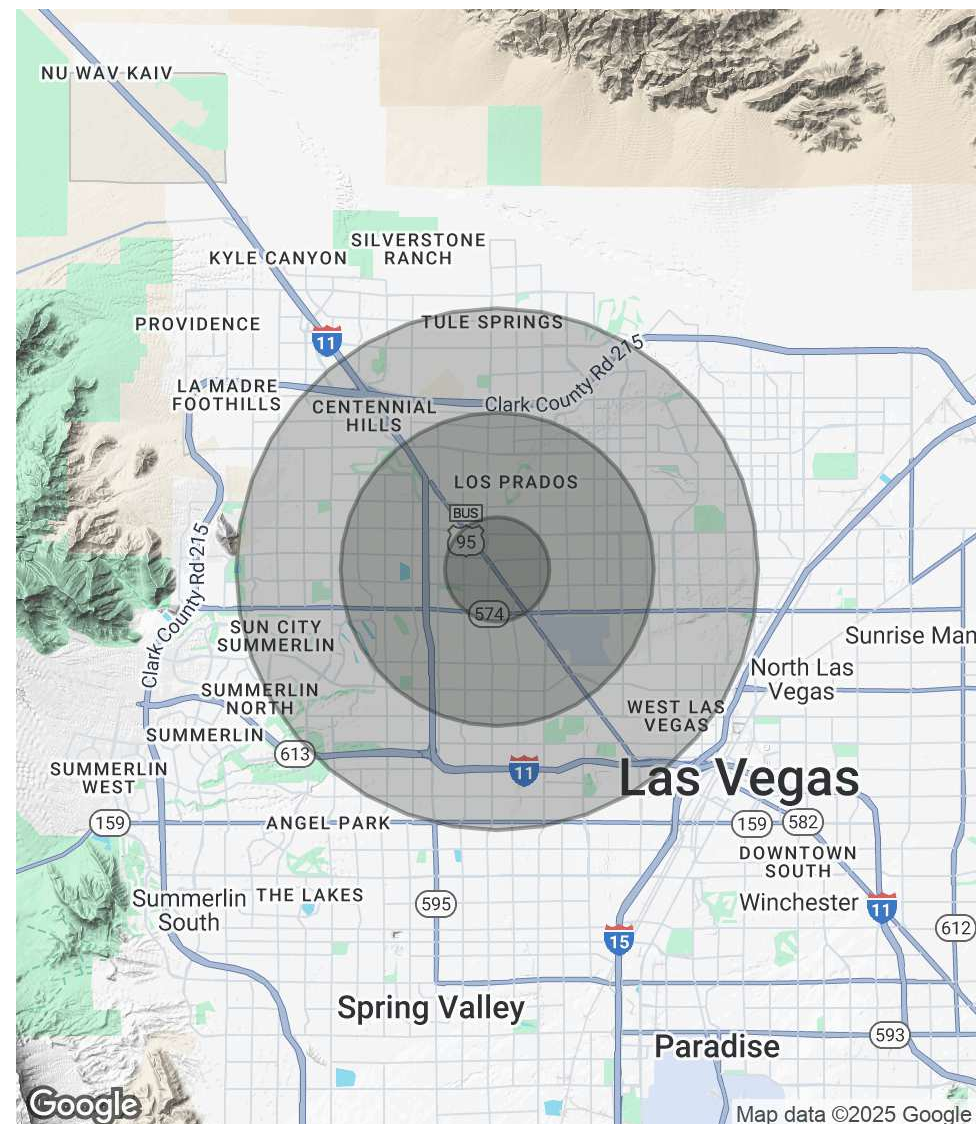 NU WAV KAIV
SILVERSTONE
RANCH
KYLE CANYON
PROVIDENCE
TULE SPRINGS
11
Clark County Rd 215
LA MADRE
FOOTHILLS
CENTENNIAL
HILLS
LOS PRADOS
BUS
95
574
Clark County Rd 215
SUN CITY
SUMMERLIN
Sunrise Man
North Las
Vegas
SUMMERLIN
NORTH
WEST LAS
VEGAS
SUMMERLIN
613
11
Las Vegas
SUMMERLIN
WEST
159
ANGEL PARK
159
582
DOWNTOWN
SOUTH
Summerlin
South
THE LAKES
595
Winchester
11
612
15
Spring Valley
593
Paradise
Google
Map data ©2025 Google